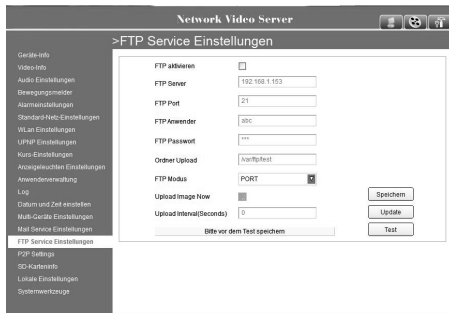 Network Video Server
>FTP Service Einstellungen
Geräte-Info
Video-Info
Audio Einstellungen
Bewegungsmelder
Alarmeinstellungen
Standard-Netz-Einstellungen
WLan Einstellungen
UPNP Einstellungen
Kurs-Einstellungen
Anzeigeleuchten Einstellungen
Anwenderverwaltung
Log
Datum und Zeit einstellen
Multi-Geräte Einstellungen
Mail Service Einstellungen
FTP Service Einstellungen
P2P Settings
SD-Karteninfo
Lokale Einstellungen
Systemwerkzeuge
FTP aktivieren
FTP Server 192.168.1.153
FTP Port 21
FTP Anwender abc
FTP Passwort ***
Ordner Upload /var/ftp/test
FTP Modus PORT
Upload Image Now
Upload Interval(Seconds) 0
Bitte vor dem Test speichern
Speichern
Update
Test